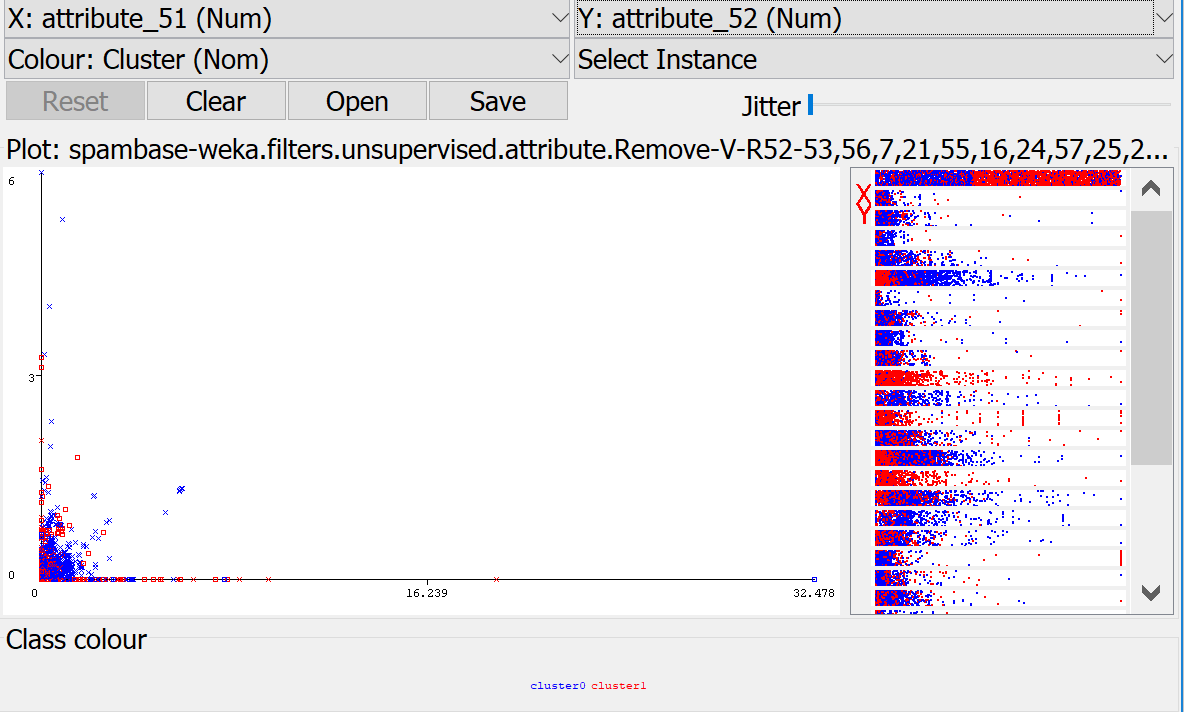 X: attribute_51 (Num) Y: attribute_52 (Num)
Colour: Cluster (Nom) Select Instance
Reset Clear Open Save Jitter
Plot: spambase-weka.filters.unsupervised.attribute.Remove-V-R52-53,56,7,21,55,16,24,57,25,2...
6
X
Y
3
0
0 16.239 32.478
Class colour
cluster0 cluster1